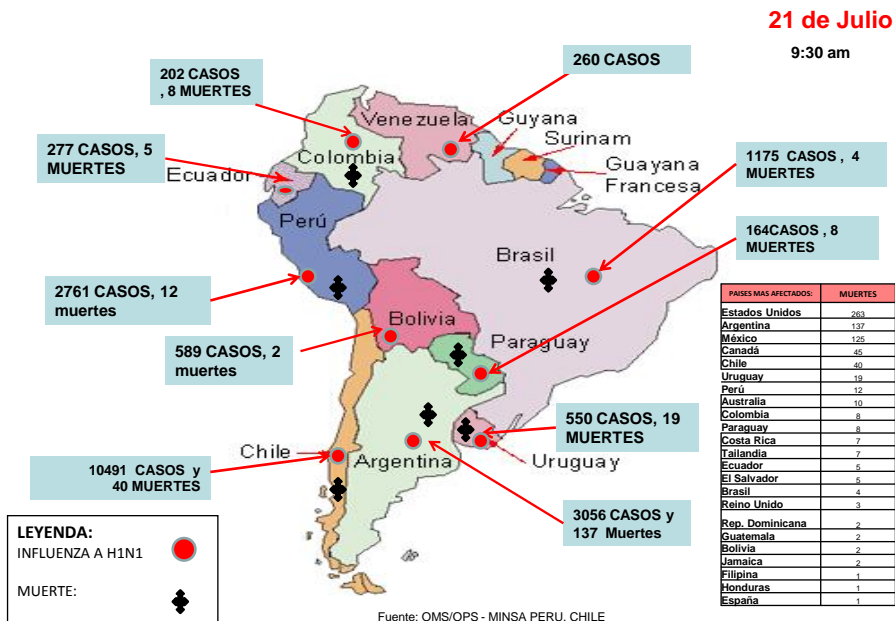 21 de Julio
9:30 am
202 CASOS
, 8 MUERTES
260 CASOS
277 CASOS, 5
MUERTES
1175 CASOS , 4
MUERTES
164CASOS , 8
MUERTES
2761 CASOS, 12
muertes
589 CASOS, 2
muertes
550 CASOS, 19
MUERTES
10491 CASOS y
40 MUERTES
3056 CASOS y
137 Muertes
Venezuela
Guyana
Surinam
Guayana
Francesa
Colombia
Ecuador
Perú
Brasil
Bolivia
Paraguay
Chile
Argentina
Uruguay
PAISES MAS AFECTADOS: MUERTES
Estados Unidos 263
Argentina 137
México 125
Canadá 45
Chile 40
Uruguay 19
Perú 12
Australia 10
Colombia 8
Paraguay 8
Costa Rica 7
Tailandia 7
Ecuador 5
El Salvador 5
Brasil 4
Reino Unido 3
Rep. Dominicana 2
Guatemala 2
Bolivia 2
Jamaica 2
Filipina 1
Honduras 1
España 1
LEYENDA:
INFLUENZA A H1N1
MUERTE:
Fuente: OMS/OPS - MINSA PERU. CHILE